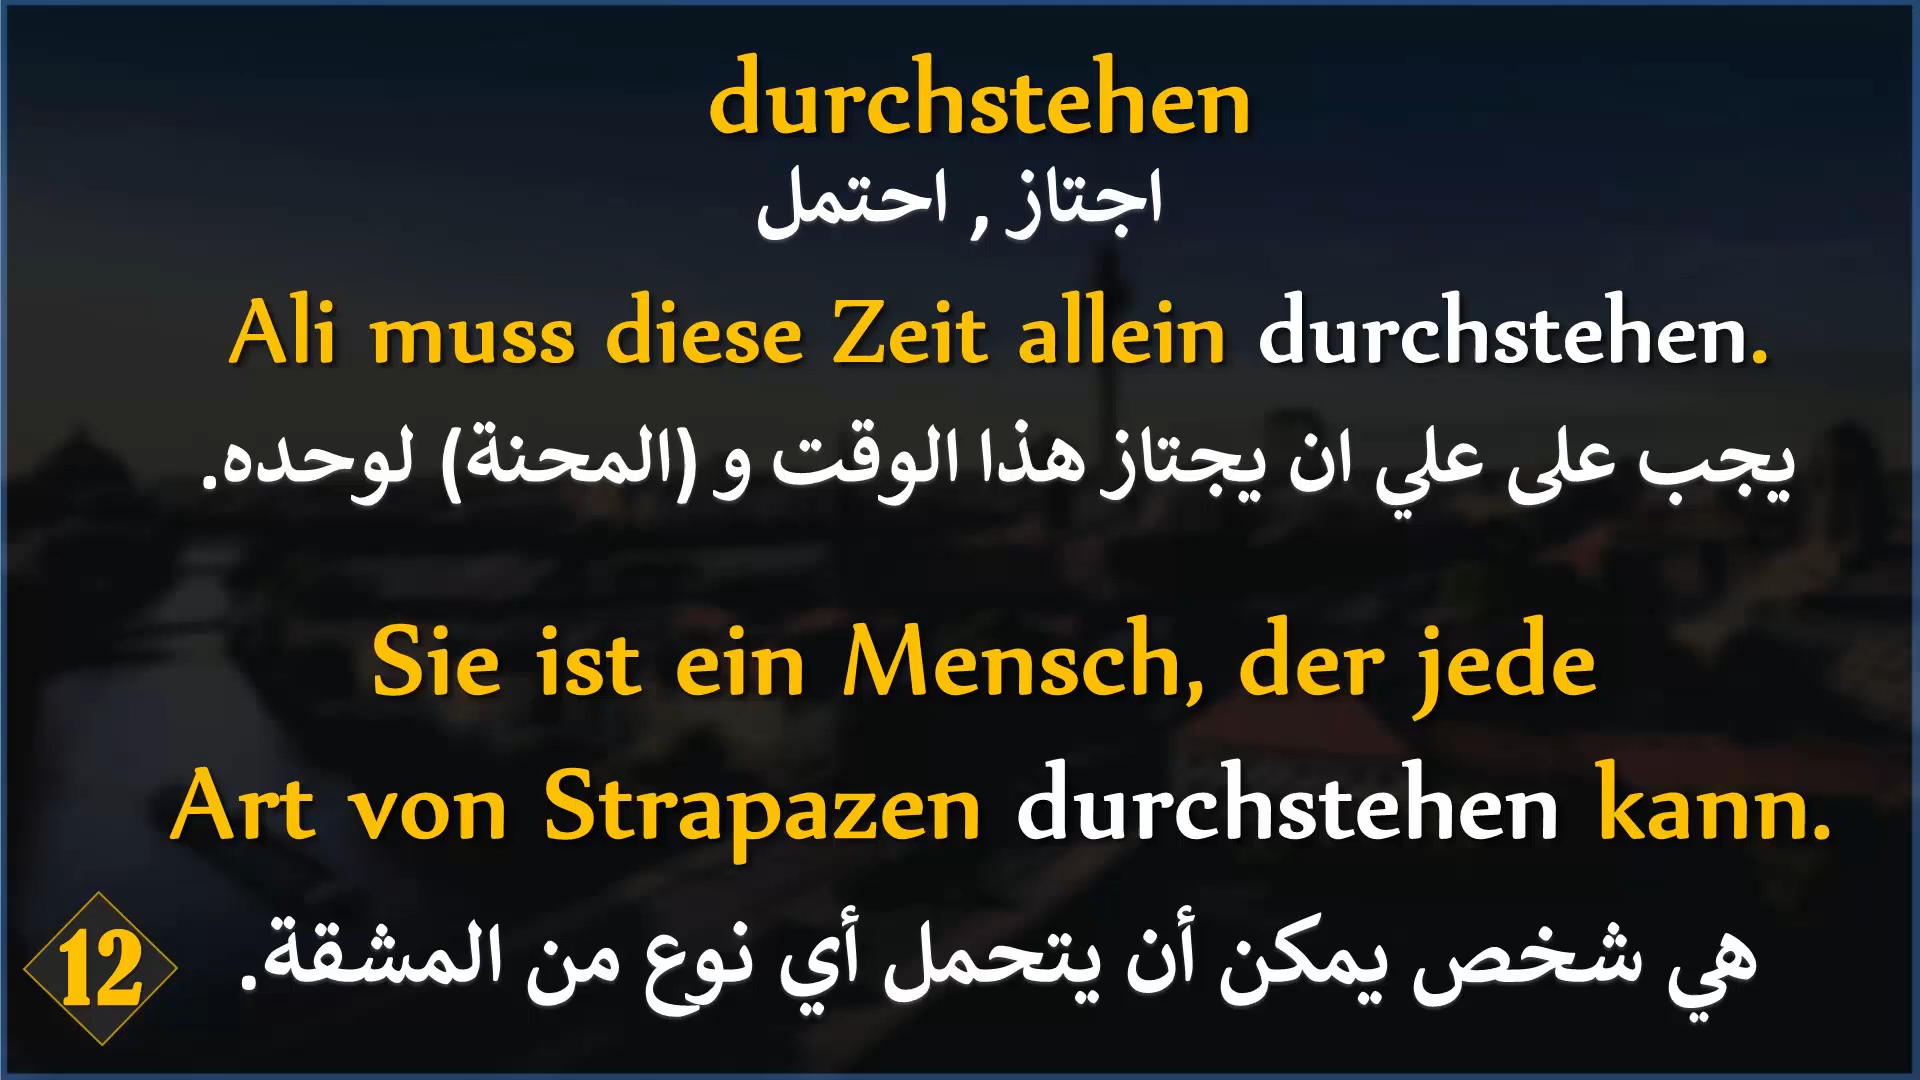 durchstehen
اجتاز , احتمل
Ali muss diese Zeit allein durchstehen.
يجب على علي ان يجتاز هذا الوقت و (المحنة) لوحده.
Sie ist ein Mensch, der jede
Art von Strapazen durchstehen kann.
هي شخص يمكن أن يتحمل أي نوع من المشقة.
12